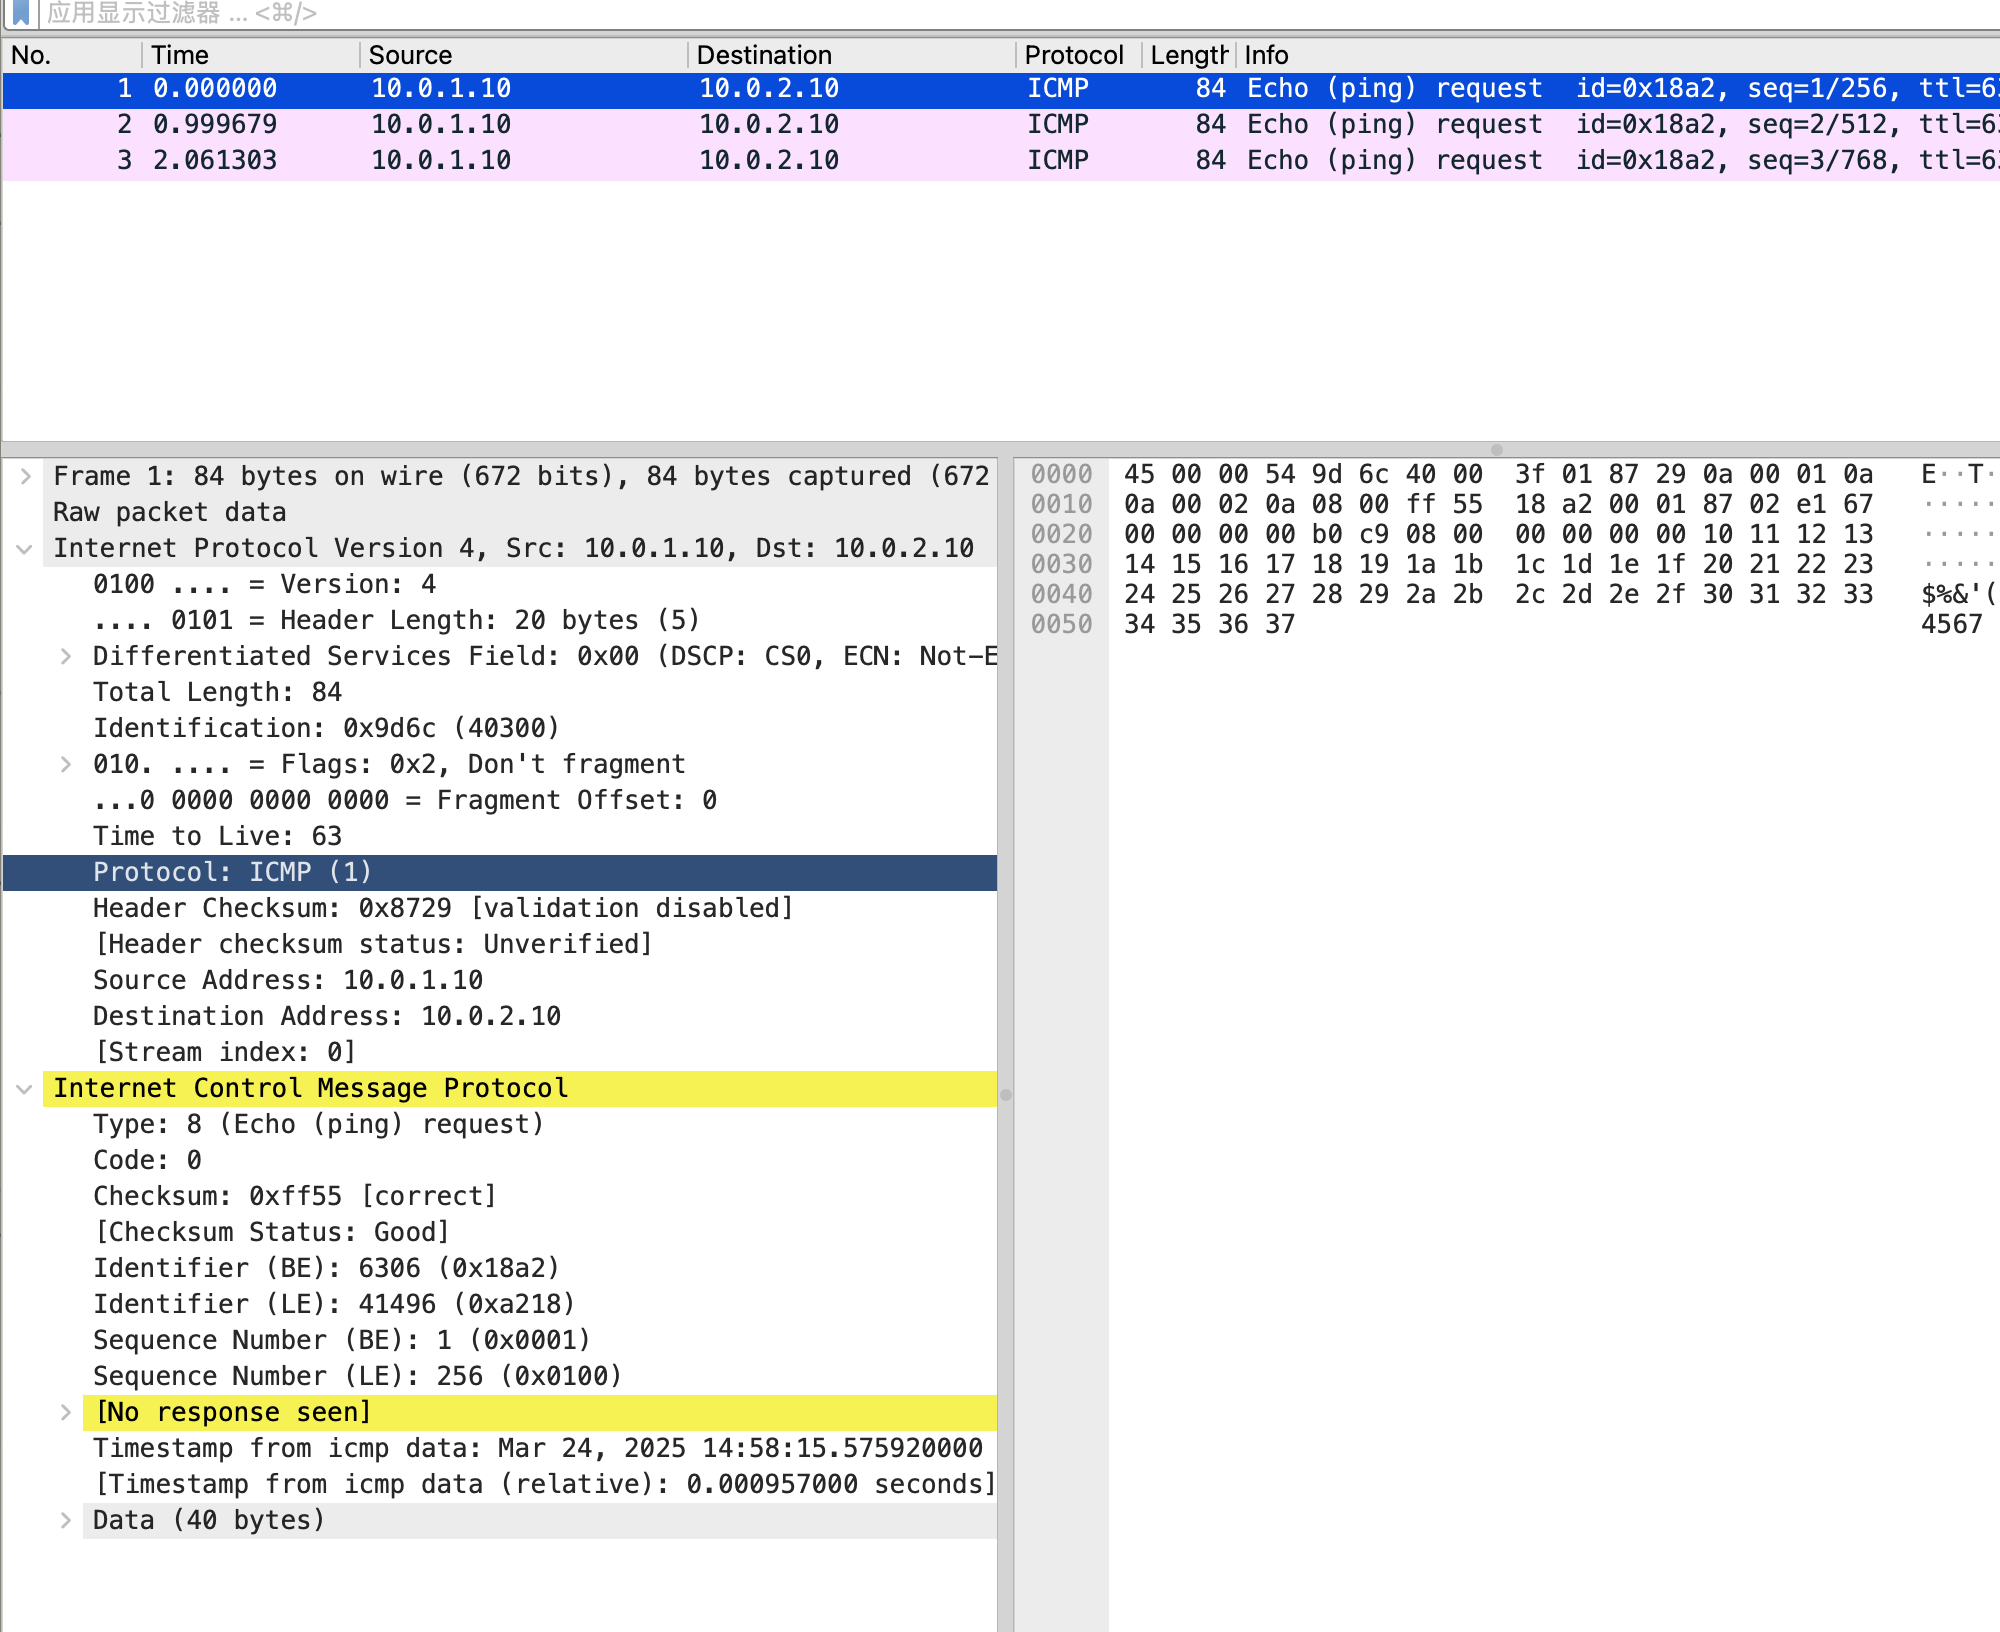 应用显示过滤器 ... <⌘/>
No. Time Source Destination Protocol Length Info
1 0.000000 10.0.1.10 10.0.2.10 ICMP 84 Echo (ping) request id=0x18a2, seq=1/256, ttl=6
2 0.999679 10.0.1.10 10.0.2.10 ICMP 84 Echo (ping) request id=0x18a2, seq=2/512, ttl=6
3 2.061303 10.0.1.10 10.0.2.10 ICMP 84 Echo (ping) request id=0x18a2, seq=3/768, ttl=6
Frame 1: 84 bytes on wire (672 bits), 84 bytes captured (672
Raw packet data
Internet Protocol Version 4, Src: 10.0.1.10, Dst: 10.0.2.10
0100 .... = Version: 4
.... 0101 = Header Length: 20 bytes (5)
Differentiated Services Field: 0x00 (DSCP: CS0, ECN: Not-E
Total Length: 84
Identification: 0x9d6c (40300)
010. .... = Flags: 0x2, Don't fragment
...0 0000 0000 0000 = Fragment Offset: 0
Time to Live: 63
Protocol: ICMP (1)
Header Checksum: 0x8729 [validation disabled]
[Header checksum status: Unverified]
Source Address: 10.0.1.10
Destination Address: 10.0.2.10
[Stream index: 0]
Internet Control Message Protocol
Type: 8 (Echo (ping) request)
Code: 0
Checksum: 0xff55 [correct]
[Checksum Status: Good]
Identifier (BE): 6306 (0x18a2)
Identifier (LE): 41496 (0xa218)
Sequence Number (BE): 1 (0x0001)
Sequence Number (LE): 256 (0x0100)
[No response seen]
Timestamp from icmp data: Mar 24, 2025 14:58:15.575920000
[Timestamp from icmp data (relative): 0.000957000 seconds]
Data (40 bytes)
0000 45 00 00 54 9d 6c 40 00 3f 01 87 29 0a 00 01 0a E··T·
0010 0a 00 02 0a 08 00 ff 55 18 a2 00 01 87 02 e1 67 ·····
0020 00 00 00 00 b0 c9 08 00 00 00 00 00 10 11 12 13 ·····
0030 14 15 16 17 18 19 1a 1b 1c 1d 1e 1f 20 21 22 23 ·····
0040 24 25 26 27 28 29 2a 2b 2c 2d 2e 2f 30 31 32 33 $%&'(
0050 34 35 36 37 4567